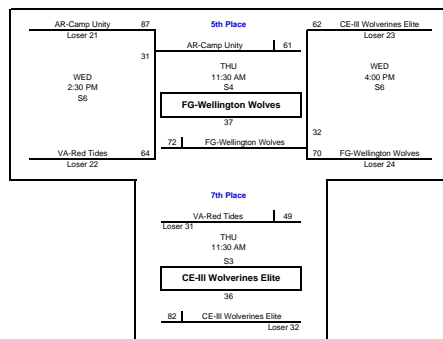 AR-Camp Unity 87 5th Place 62 CE-III Wolverines Elite
Loser 21 Loser 23
AR-Camp Unity 61
31
WED THU WED
2:30 PM 11:30 AM 4:00 PM
S6 S4 S6
FG-Wellington Wolves
37
32
72 FG-Wellington Wolves
VA-Red Tides 64 70 FG-Wellington Wolves
Loser 22 Loser 24
7th Place
VA-Red Tides 49
Loser 31
THU
11:30 AM
S3
CE-III Wolverines Elite
36
82 CE-III Wolverines Elite
Loser 32